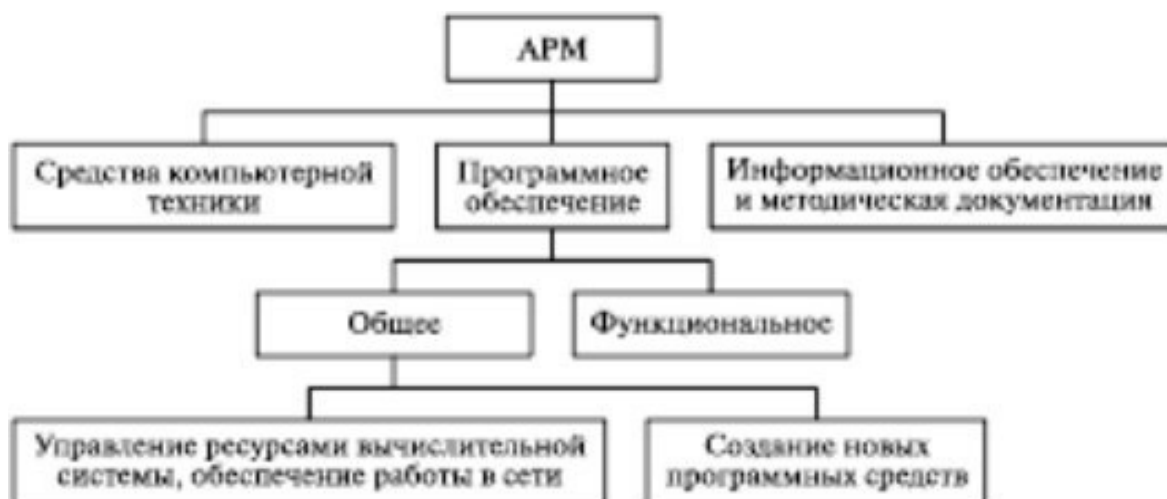 АРМ
Средства компьютерной
техники
Программное
обеспечение
Информационное обеспечение
и методическая документация
Общее
Функциональное
Управление ресурсами вычислительной
системы, обеспечение работы в сети
Создание новых
программных средств